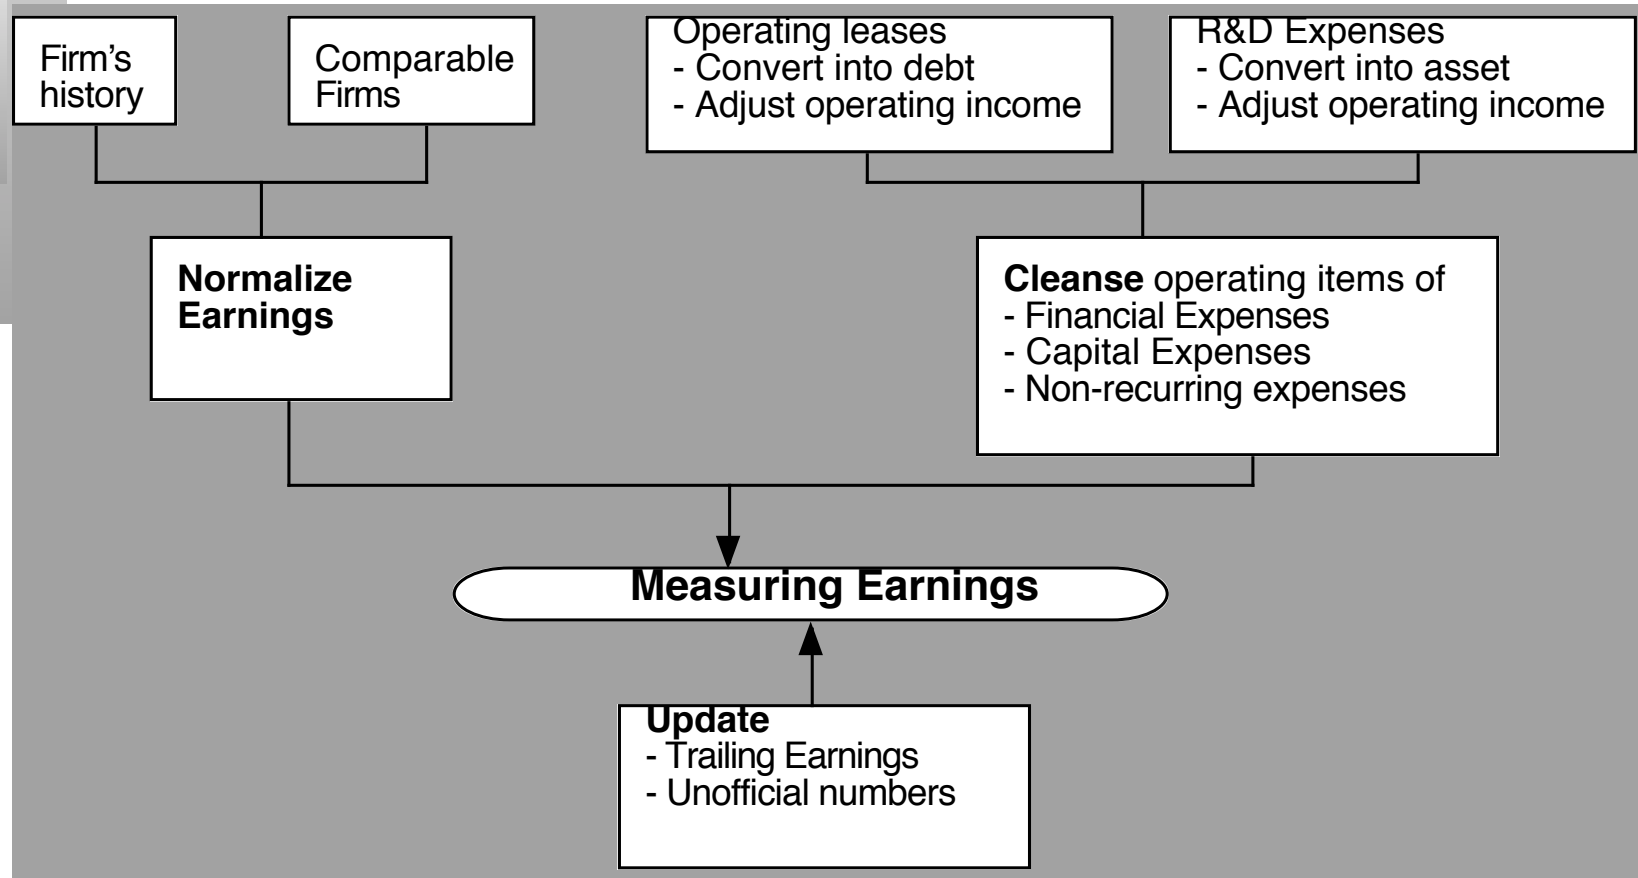 Firm's
history
Comparable
Firms
Operating leases
- Convert into debt
- Adjust operating income
R&D Expenses
- Convert into asset
- Adjust operating income
Normalize
Earnings
Cleanse operating items of
- Financial Expenses
- Capital Expenses
- Non-recurring expenses
Measuring Earnings
Update
- Trailing Earnings
- Unofficial numbers